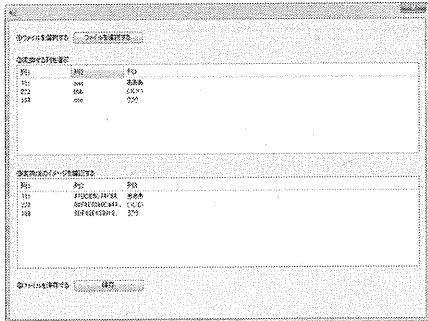 ①ファイルを選択する ファイルを選択する
②変換する列を選択
列1 列2 列3
111 aaa あああ
222 bbb いいい
333 ccc ううう
③変換後のイメージを確認する
列1 列2 列3
111 あああ
222 いいい
333 ううう
④ファイルを保存する 保存